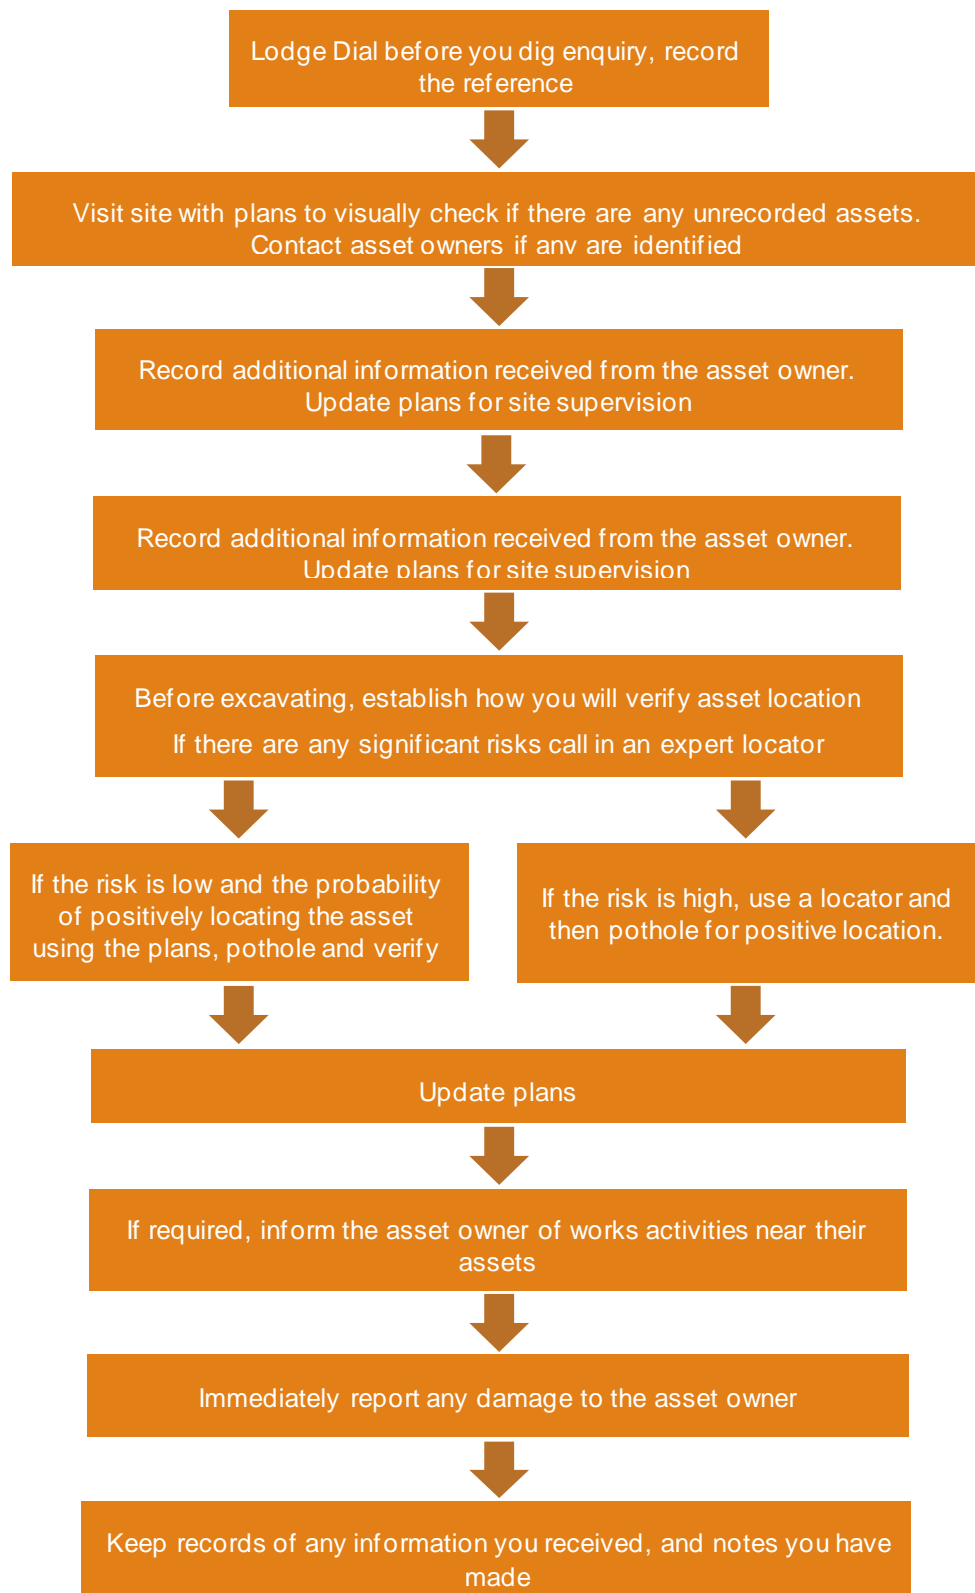 Lodge Dial before you dig enquiry, record
the reference
Visit site with plans to visually check if there are any unrecorded assets.
Contact asset owners if any are identified
Record additional information received from the asset owner.
Update plans for site supervision
Record additional information received from the asset owner.
Update plans for site supervision
Before excavating, establish how you will verify asset location
If there are any significant risks call in an expert locator
If the risk is low and the probability
of positively locating the asset
using the plans, pothole and verify
If the risk is high, use a locator and
then pothole for positive location.
Update plans
If required, inform the asset owner of works activities near their
assets
Immediately report any damage to the asset owner
Keep records of any information you received, and notes you have
made